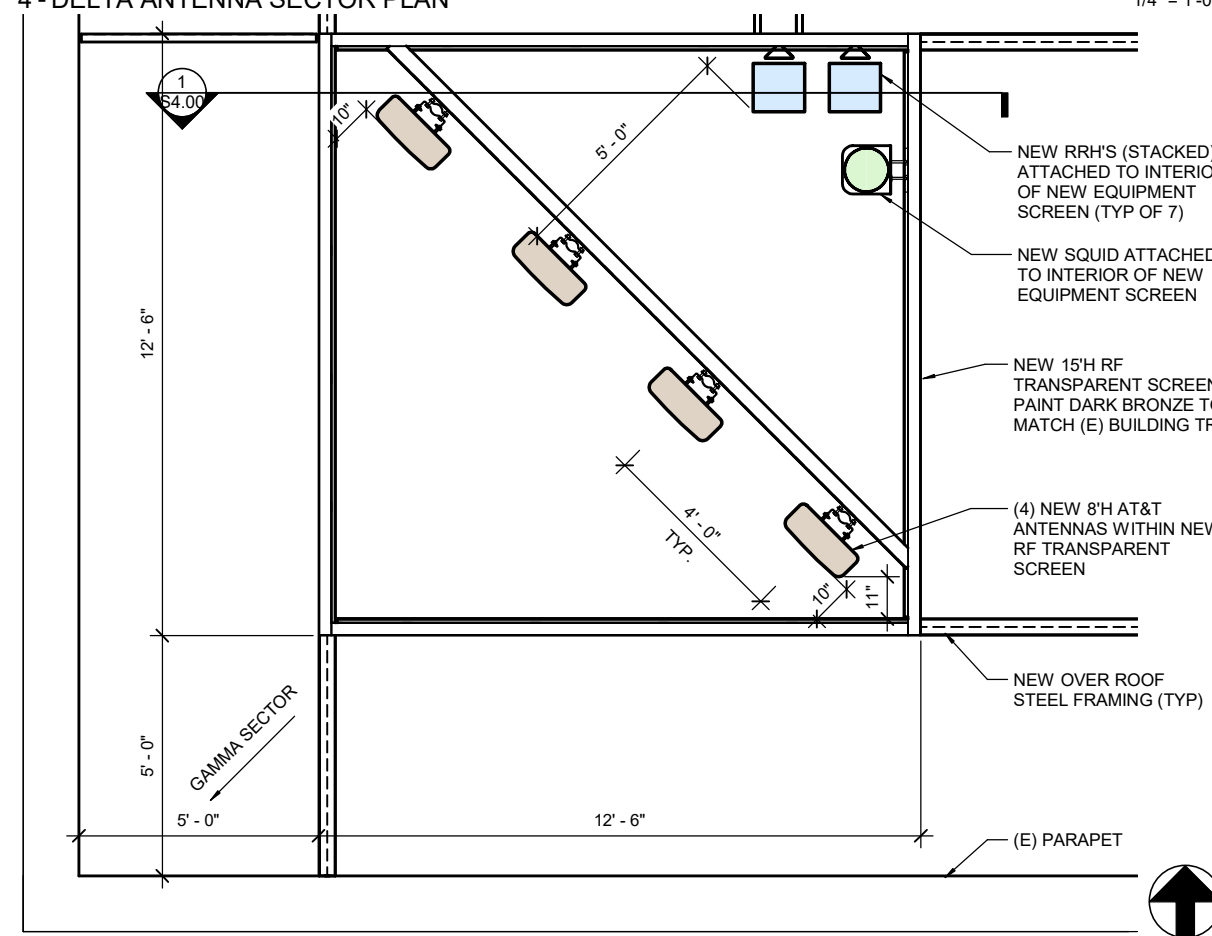 4 - DELTA ANTENNA SECTOR PLAN
1/4" = 1'-0
1
S4.00
10"
5' - 0"
NEW RRH'S (STACKED)
ATTACHED TO INTERIO
OF NEW EQUIPMENT
SCREEN (TYP OF 7)
NEW SQUID ATTACHED
TO INTERIOR OF NEW
EQUIPMENT SCREEN
12' - 6"
NEW 15'H RF
TRANSPARENT SCREEN
PAINT DARK BRONZE TO
MATCH (E) BUILDING TR
4' - 0"
TYP.
(4) NEW 8'H AT&T
ANTENNAS WITHIN NEW
RF TRANSPARENT
SCREEN
10"
11"
NEW OVER ROOF
STEEL FRAMING (TYP)
GAMMA SECTOR
5' - 0"
5' - 0"
12' - 6"
(E) PARAPET